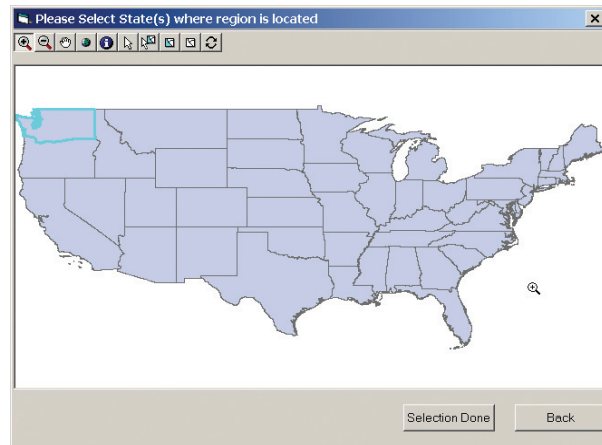 Please Select State(s) where region is located
Selection Done
Back